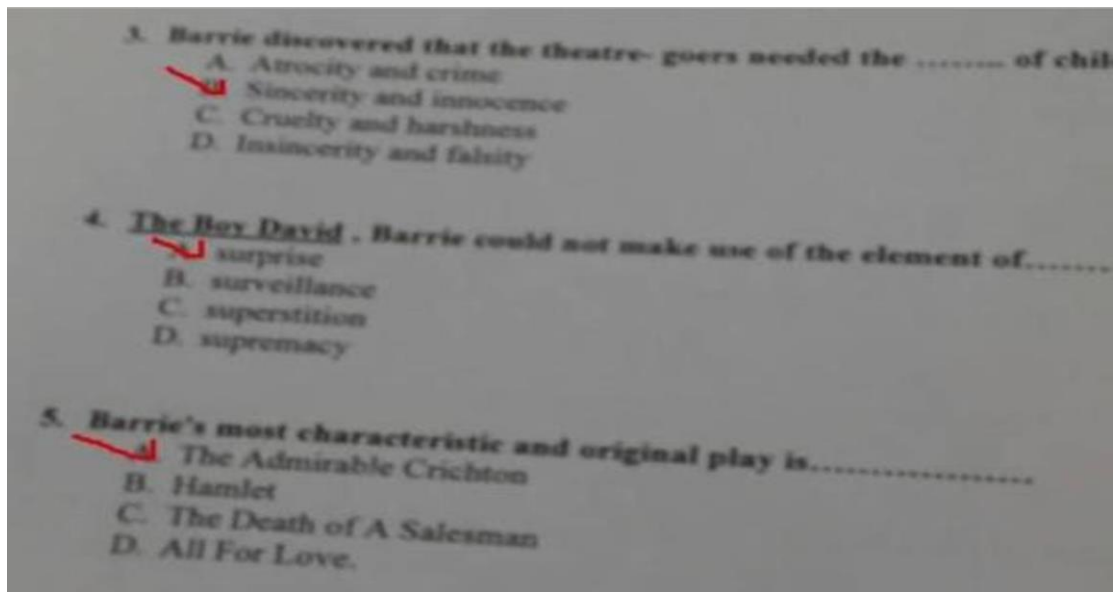 3. Barrie discovered that the theatre- goers needed the ........ of chil
A. Atrocity and crime
Sincerity and innocence
C. Cruelty and harshness
D. Insincerity and falsity
4. The Boy David . Barrie could not make use of the element of.......
surprise
B. surveillance
C. superstition
D. supremacy
5. Barrie's most characteristic and original play is..................
The Admirable Crichton
B. Hamlet
C. The Death of A Salesman
D. All For Love.